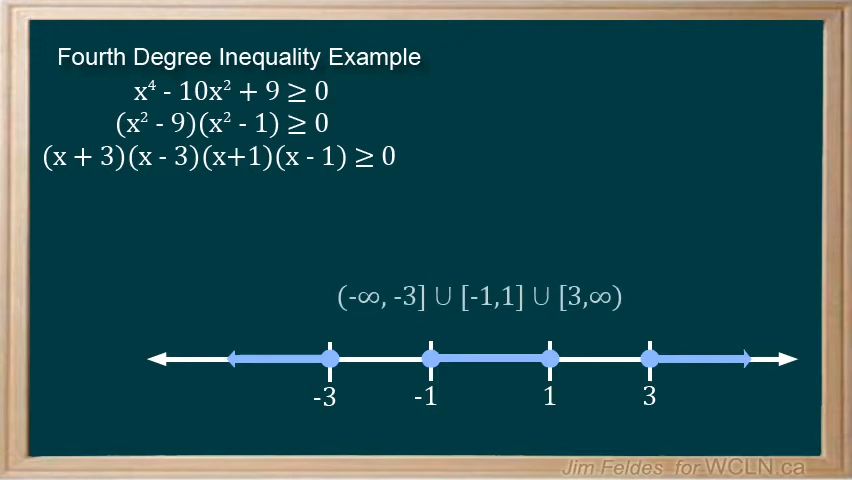 Fourth Degree Inequality Example
x⁴ - 10x² + 9 ≥ 0
(x² - 9)(x² - 1) ≥ 0
(x + 3)(x - 3)(x+1)(x - 1) ≥ 0
(-∞, -3] ∪ [-1,1] ∪ [3,∞)
-3 -1 1 3
Jim Feldes for WCLN.ca